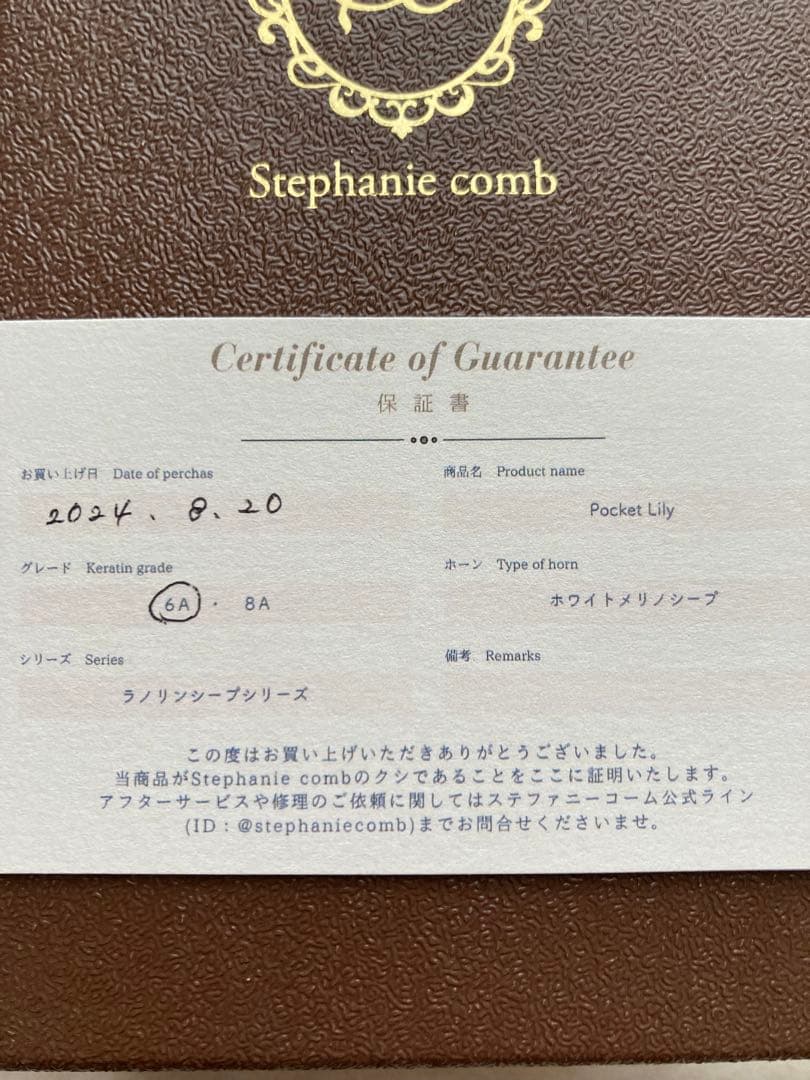 Stephanie comb
Certificate of Guarantee
保証書
お買い上げ日 Date of perchas
2024、8、20
商品名 Product name
Pocket Lily
グレード Keratin grade
6A ・ 8A
ホーン Type of horn
ホワイトメリノシープ
シリーズ Series
ラノリンシープシリーズ
備考 Remarks
この度はお買い上げいただきありがとうございました。
当商品がStephanie combのクシであることをここに証明いたします。
アフターサービスや修理のご依頼に関してはステファニーコーム公式ライン
(ID：@stephaniecomb)までお問合せくださいませ。